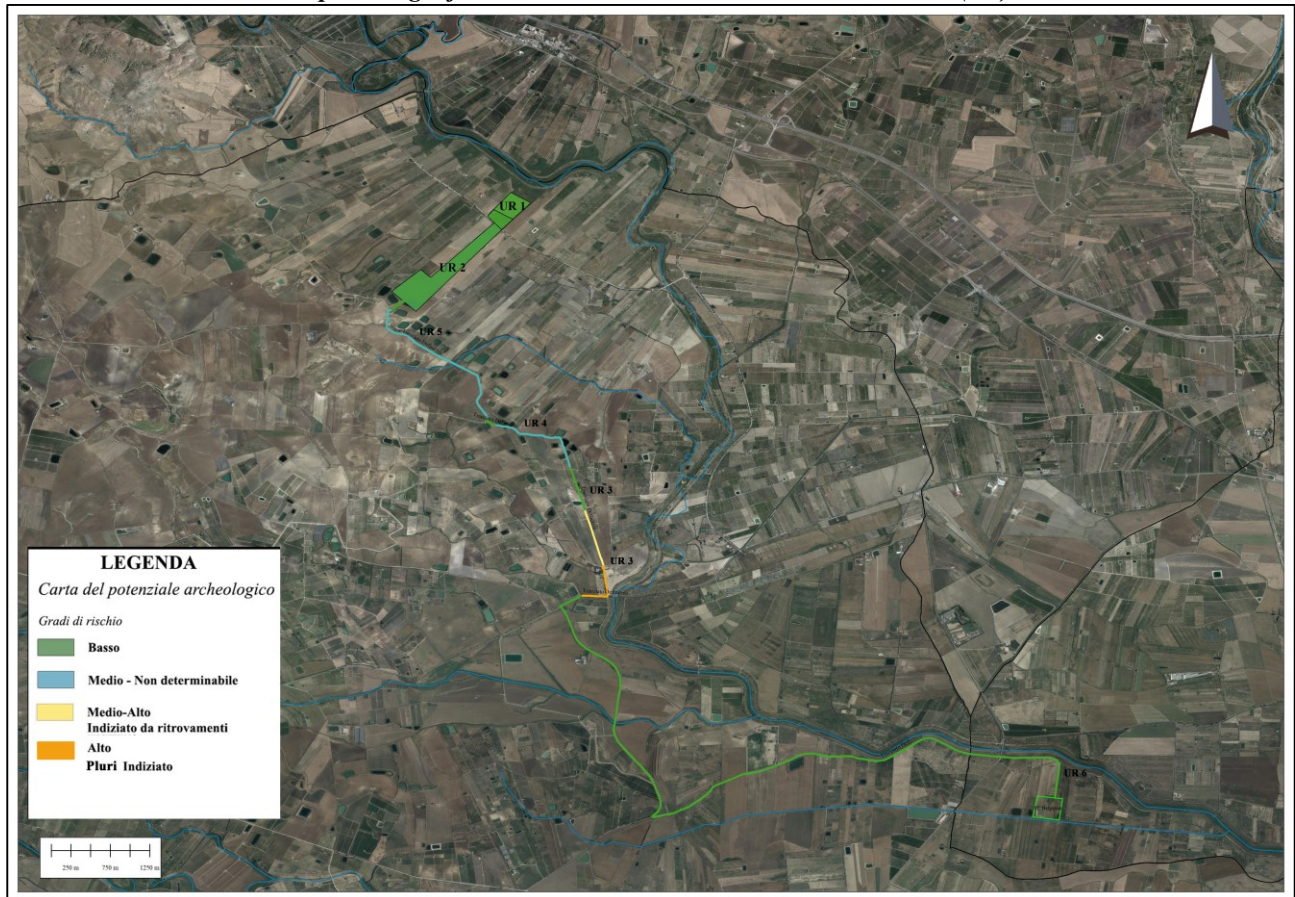 UR 1
UR 2
UR 5
UR 4
UR 3
UR 3
UR 6
LEGENDA
Carta del potenziale archeologico
Gradi di rischio
Basso
Medio - Non determinabile
Medio-Alto
Indiziato da ritrovamenti
Alto
Pluri Indiziato
250 m 750 m 1250 m